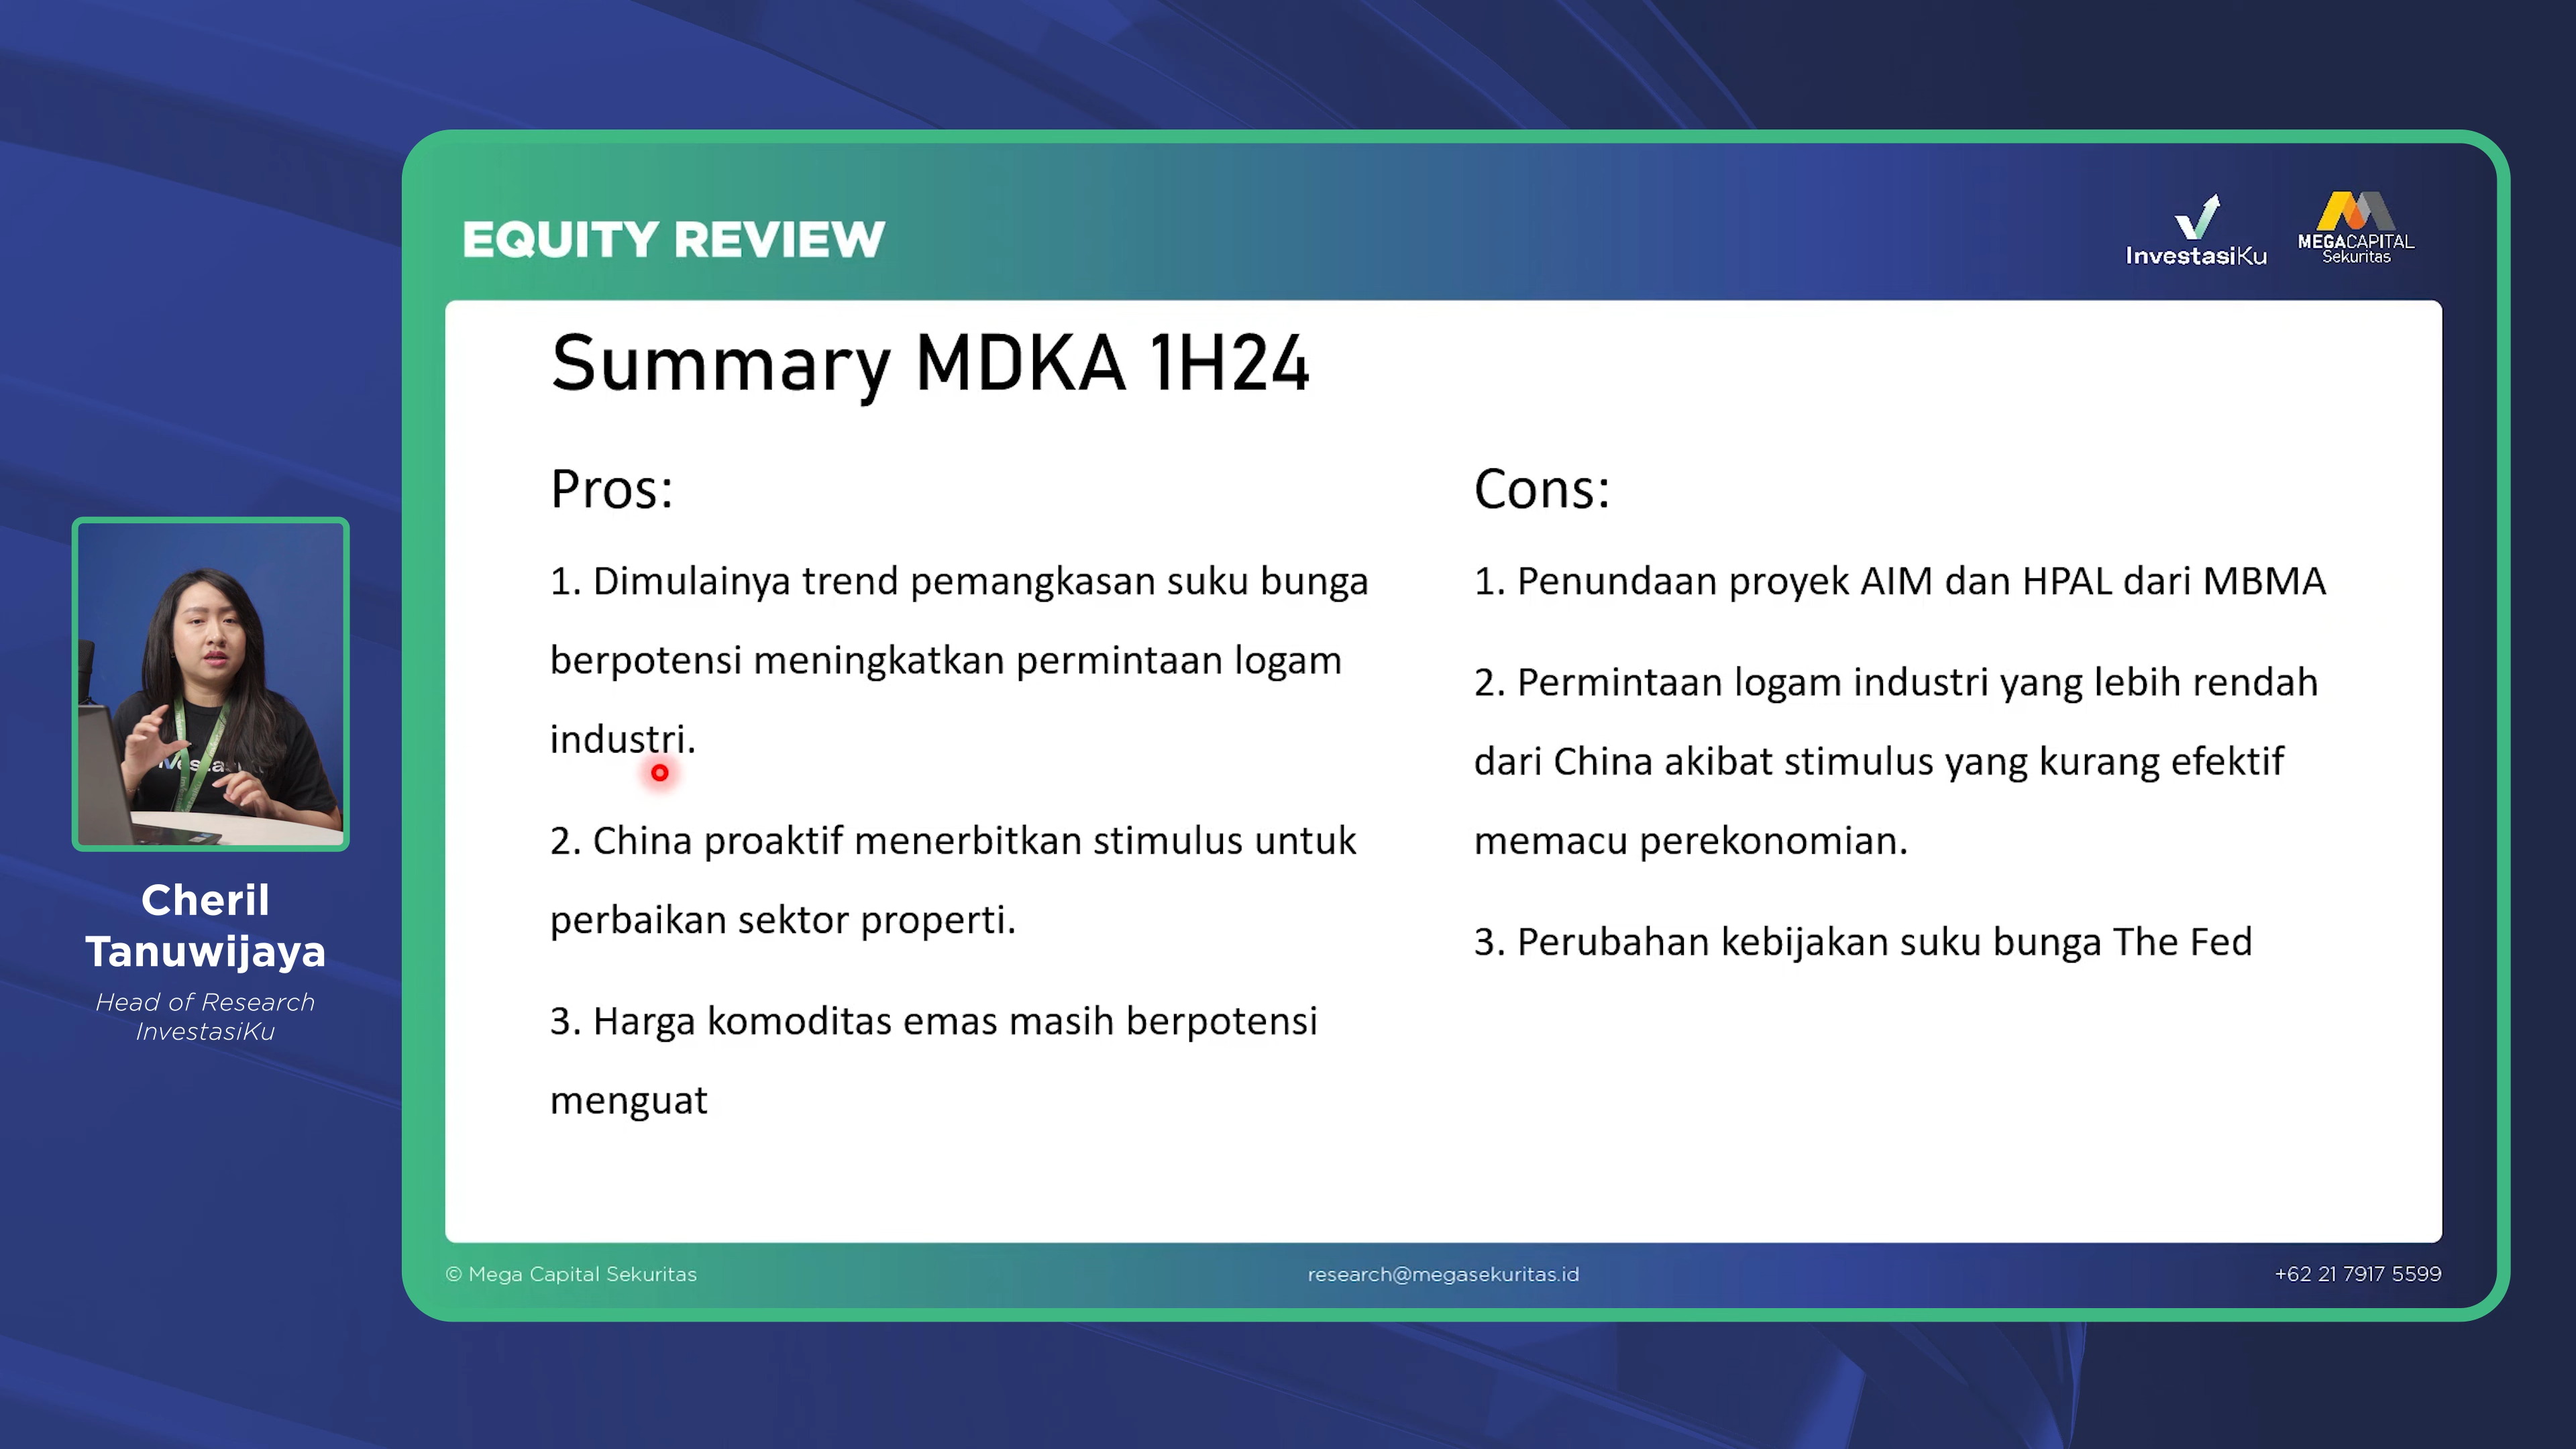 EQUITY REVIEW
InvestasiKu
MEGACAPITAL
Sekuritas
Summary MDKA 1H24
Pros:
1. Dimulainya trend pemangkasan suku bunga
berpotensi meningkatkan permintaan logam
industri.
2. China proaktif menerbitkan stimulus untuk
perbaikan sektor properti.
3. Harga komoditas emas masih berpotensi
menguat
Cons:
1. Penundaan proyek AIM dan HPAL dari MBMA
2. Permintaan logam industri yang lebih rendah
dari China akibat stimulus yang kurang efektif
memacu perekonomian.
3. Perubahan kebijakan suku bunga The Fed
Cheril
Tanuwijaya
Head of Research
InvestasiKu
© Mega Capital Sekuritas
research@megasekuritas.id
+62 21 7917 5599